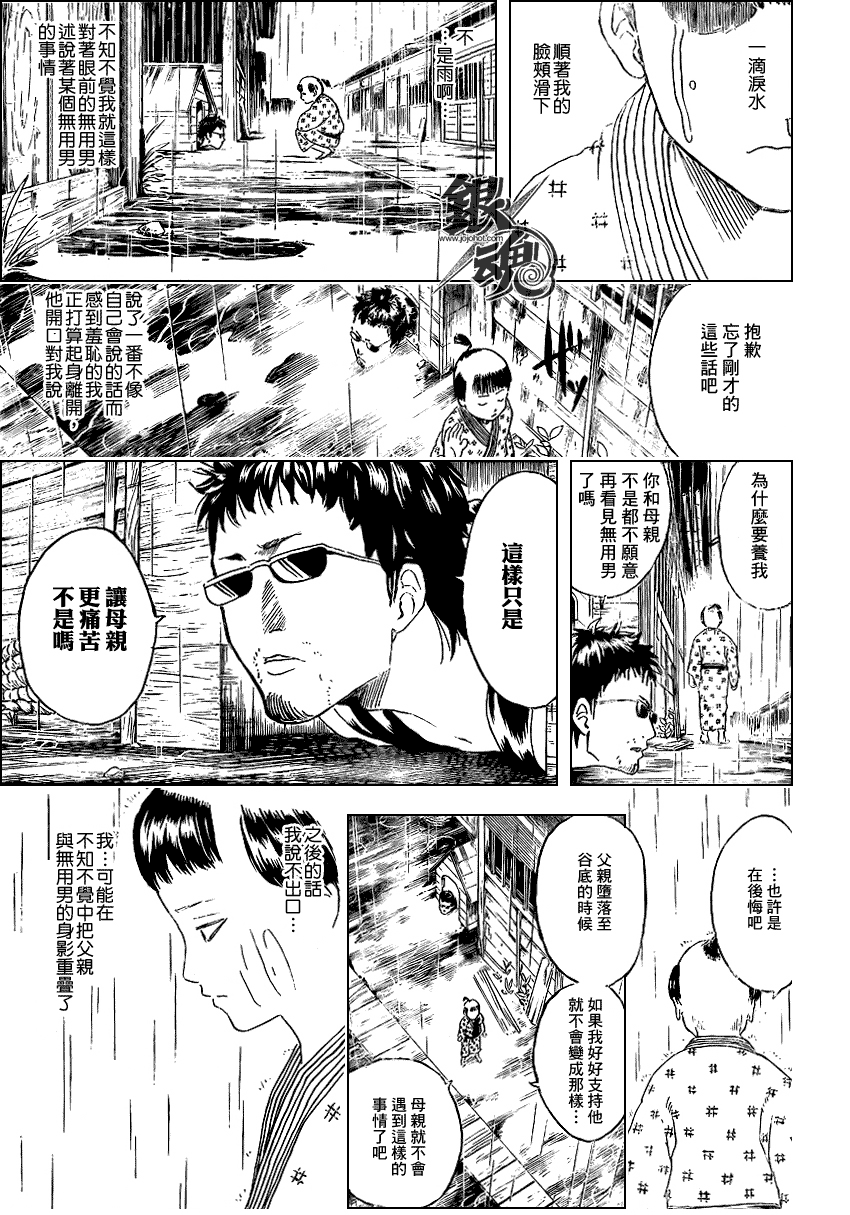 一滴淚水
順著我的
臉頰滑下
不
…是雨啊…
不知不覺我就這樣
對著眼前的無用男
述說著某個無用男
的事情
銀魂
www.jojohot.com
抱歉
忘了剛才的
這些話吧
說了一番不像
自己會說的話而
感到羞恥的我
正打算起身離開，
他開口對我說
為什麼要養我
你和母親
不是都不願意
再看見無用男
了嗎
這樣只是
讓母親
更痛苦
不是嗎
…也許是
在後悔吧
父親墮落至
谷底的時候
如果我好好支持他
就不會變成那樣…
母親就不會
遇到這樣的
事情了吧
之後的話
我說不出口…
我…可能在
不知不覺中把父親
與無用男的身影重疊了